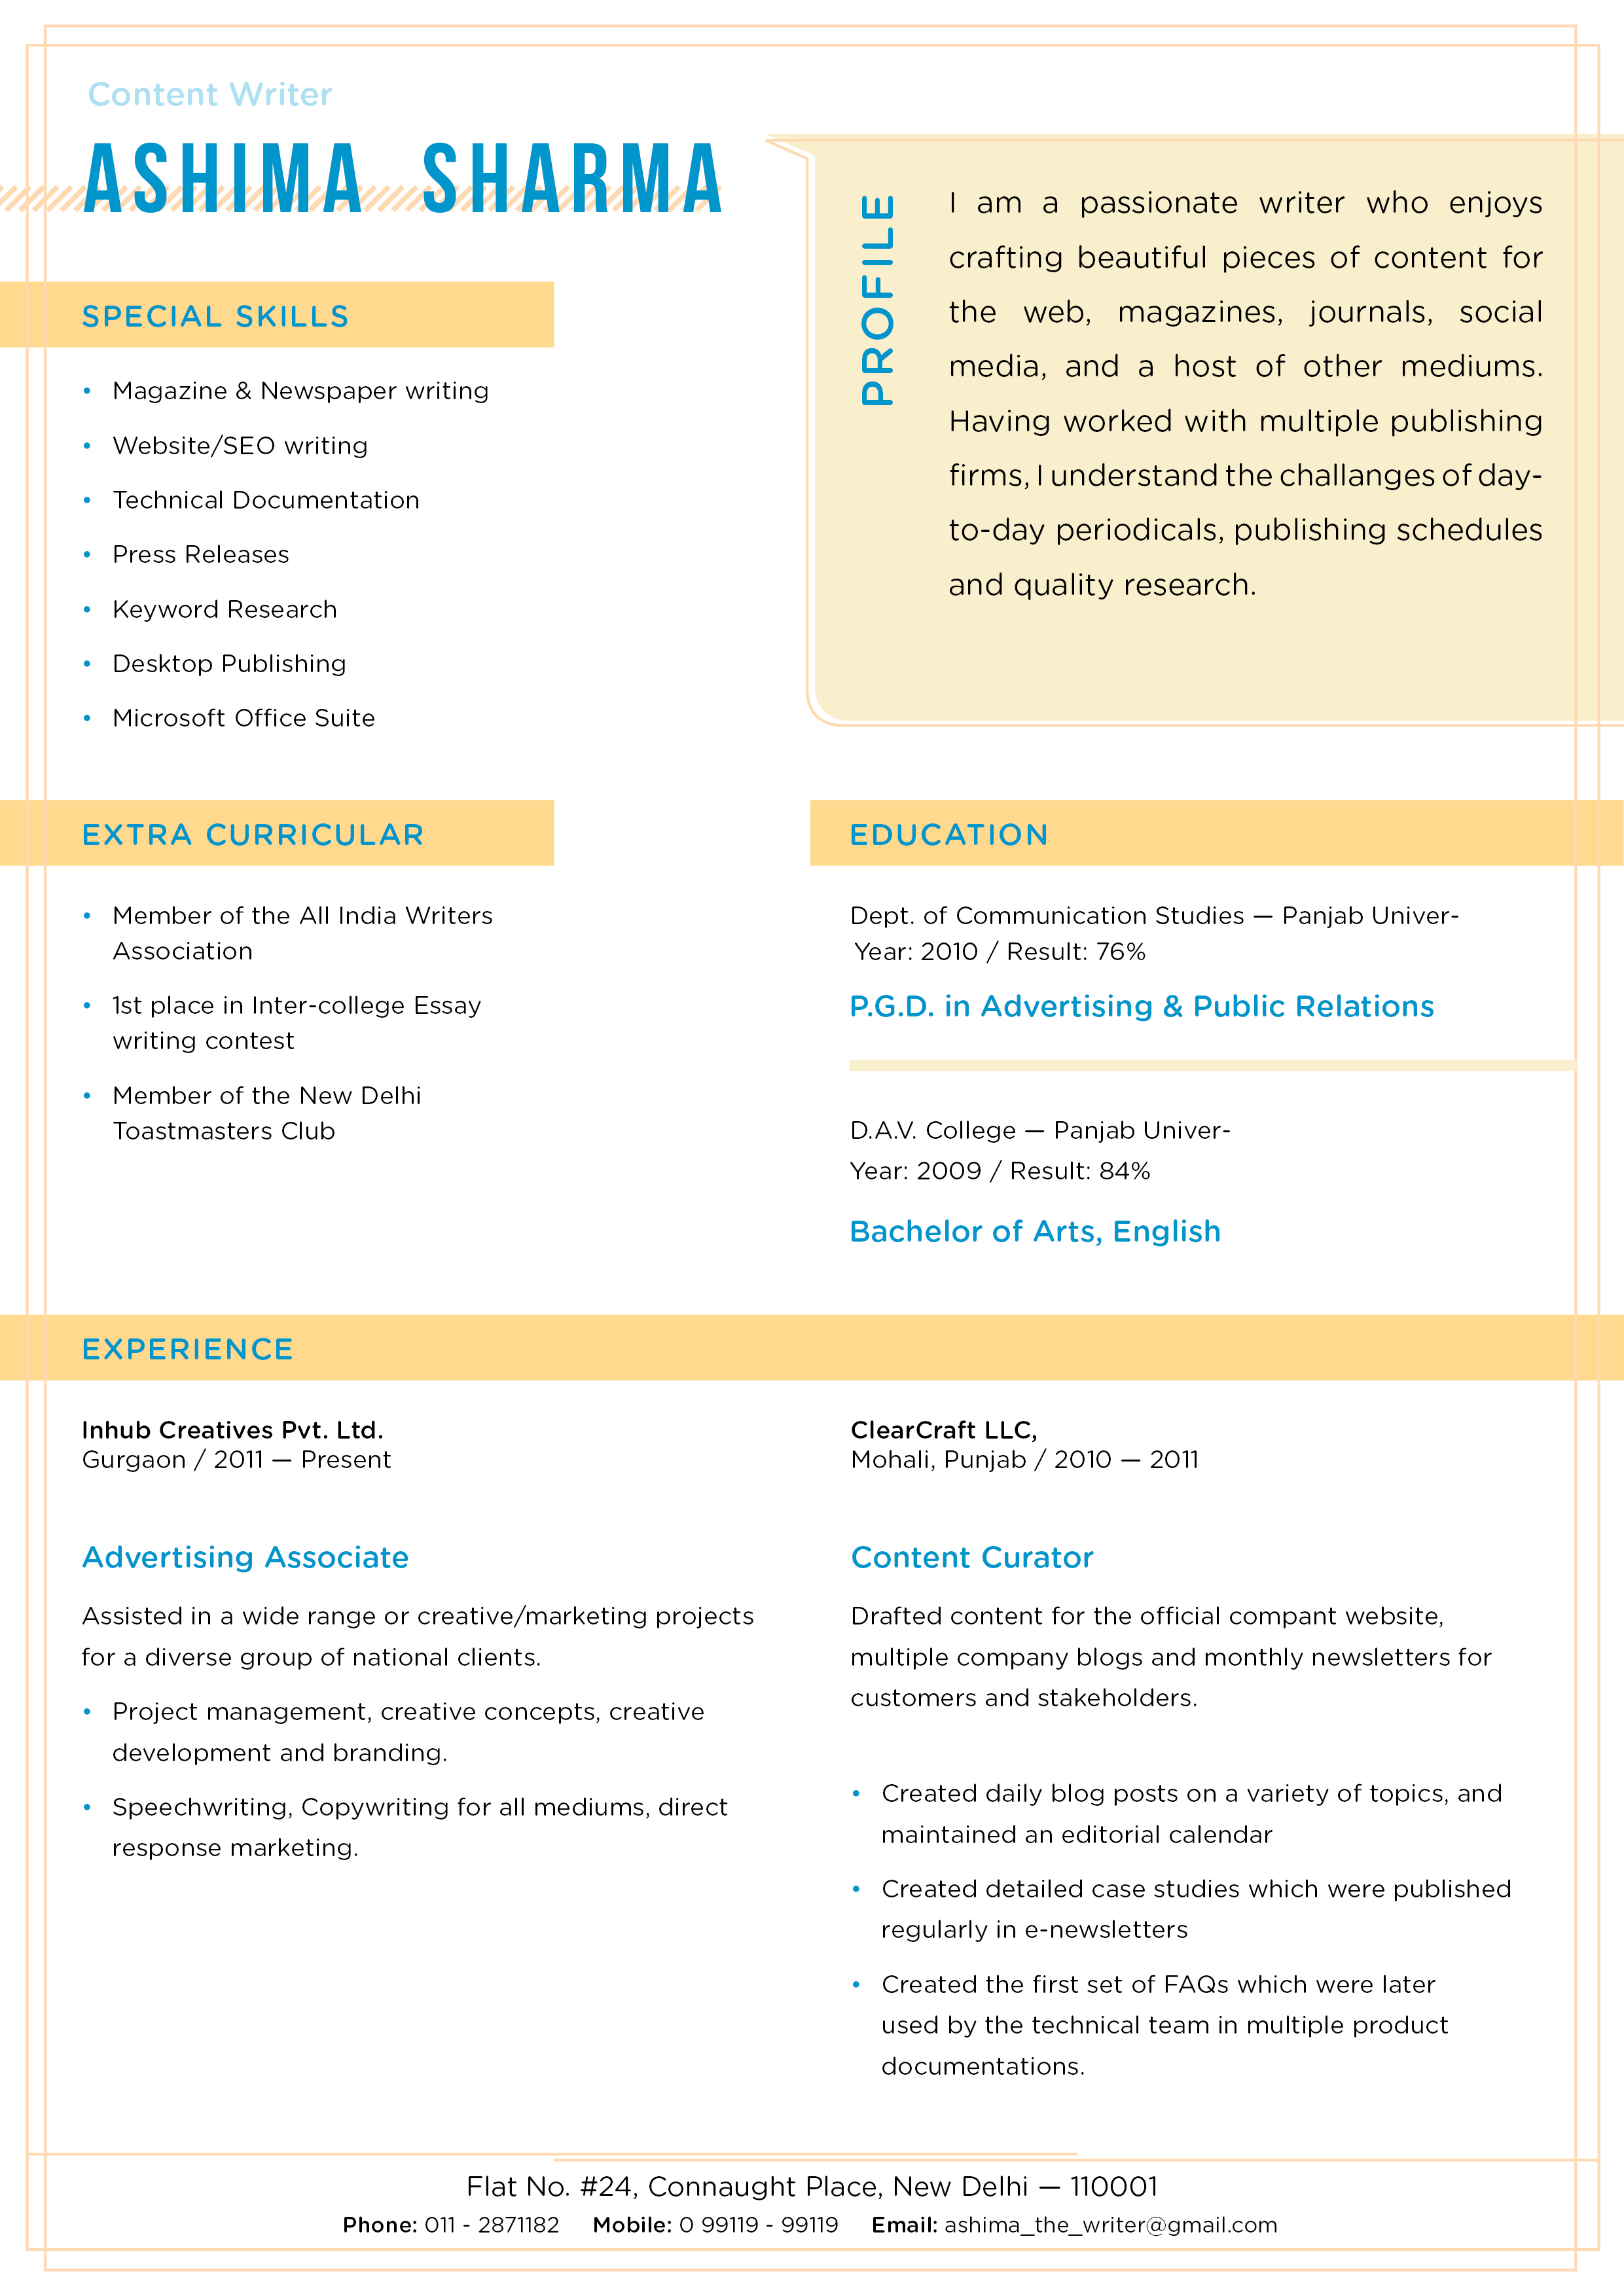 Content Writer
ASHIMA SHARMA
SPECIAL SKILLS
• Magazine & Newspaper writing
• Website/SEO writing
• Technical Documentation
• Press Releases
• Keyword Research
• Desktop Publishing
• Microsoft Office Suite
PROFILE
I am a passionate writer who enjoys
crafting beautiful pieces of content for
the web, magazines, journals, social
media, and a host of other mediums.
Having worked with multiple publishing
firms, I understand the challanges of day-
to-day periodicals, publishing schedules
and quality research.
EXTRA CURRICULAR
• Member of the All India Writers
Association
• 1st place in Inter-college Essay
writing contest
• Member of the New Delhi
Toastmasters Club
EDUCATION
Dept. of Communication Studies — Panjab Univer-
Year: 2010 / Result: 76%
P.G.D. in Advertising & Public Relations
D.A.V. College — Panjab Univer-
Year: 2009 / Result: 84%
Bachelor of Arts, English
EXPERIENCE
Inhub Creatives Pvt. Ltd.
Gurgaon / 2011 — Present
Advertising Associate
Assisted in a wide range or creative/marketing projects
for a diverse group of national clients.
• Project management, creative concepts, creative
development and branding.
• Speechwriting, Copywriting for all mediums, direct
response marketing.
ClearCraft LLC,
Mohali, Punjab / 2010 — 2011
Content Curator
Drafted content for the official compant website,
multiple company blogs and monthly newsletters for
customers and stakeholders.
• Created daily blog posts on a variety of topics, and
maintained an editorial calendar
• Created detailed case studies which were published
regularly in e-newsletters
• Created the first set of FAQs which were later
used by the technical team in multiple product
documentations.
Flat No. #24, Connaught Place, New Delhi — 110001
Phone: 011 - 2871182 Mobile: 0 99119 - 99119 Email: ashima_the_writer@gmail.com